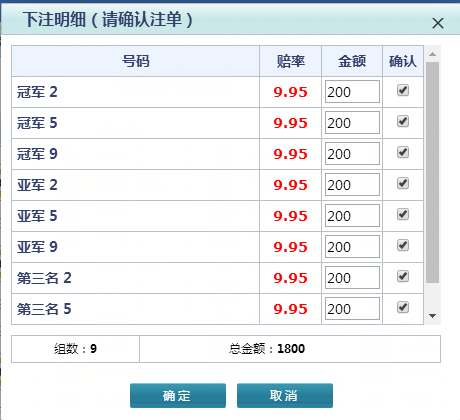 下注明细（请确认注单）
号码 赔率 金额 确认
冠军 2 9.95 200
冠军 5 9.95 200
冠军 9 9.95 200
亚军 2 9.95 200
亚军 5 9.95 200
亚军 9 9.95 200
第三名 2 9.95 200
第三名 5 9.95 200
组数：9 总金额：1800
确定 取消